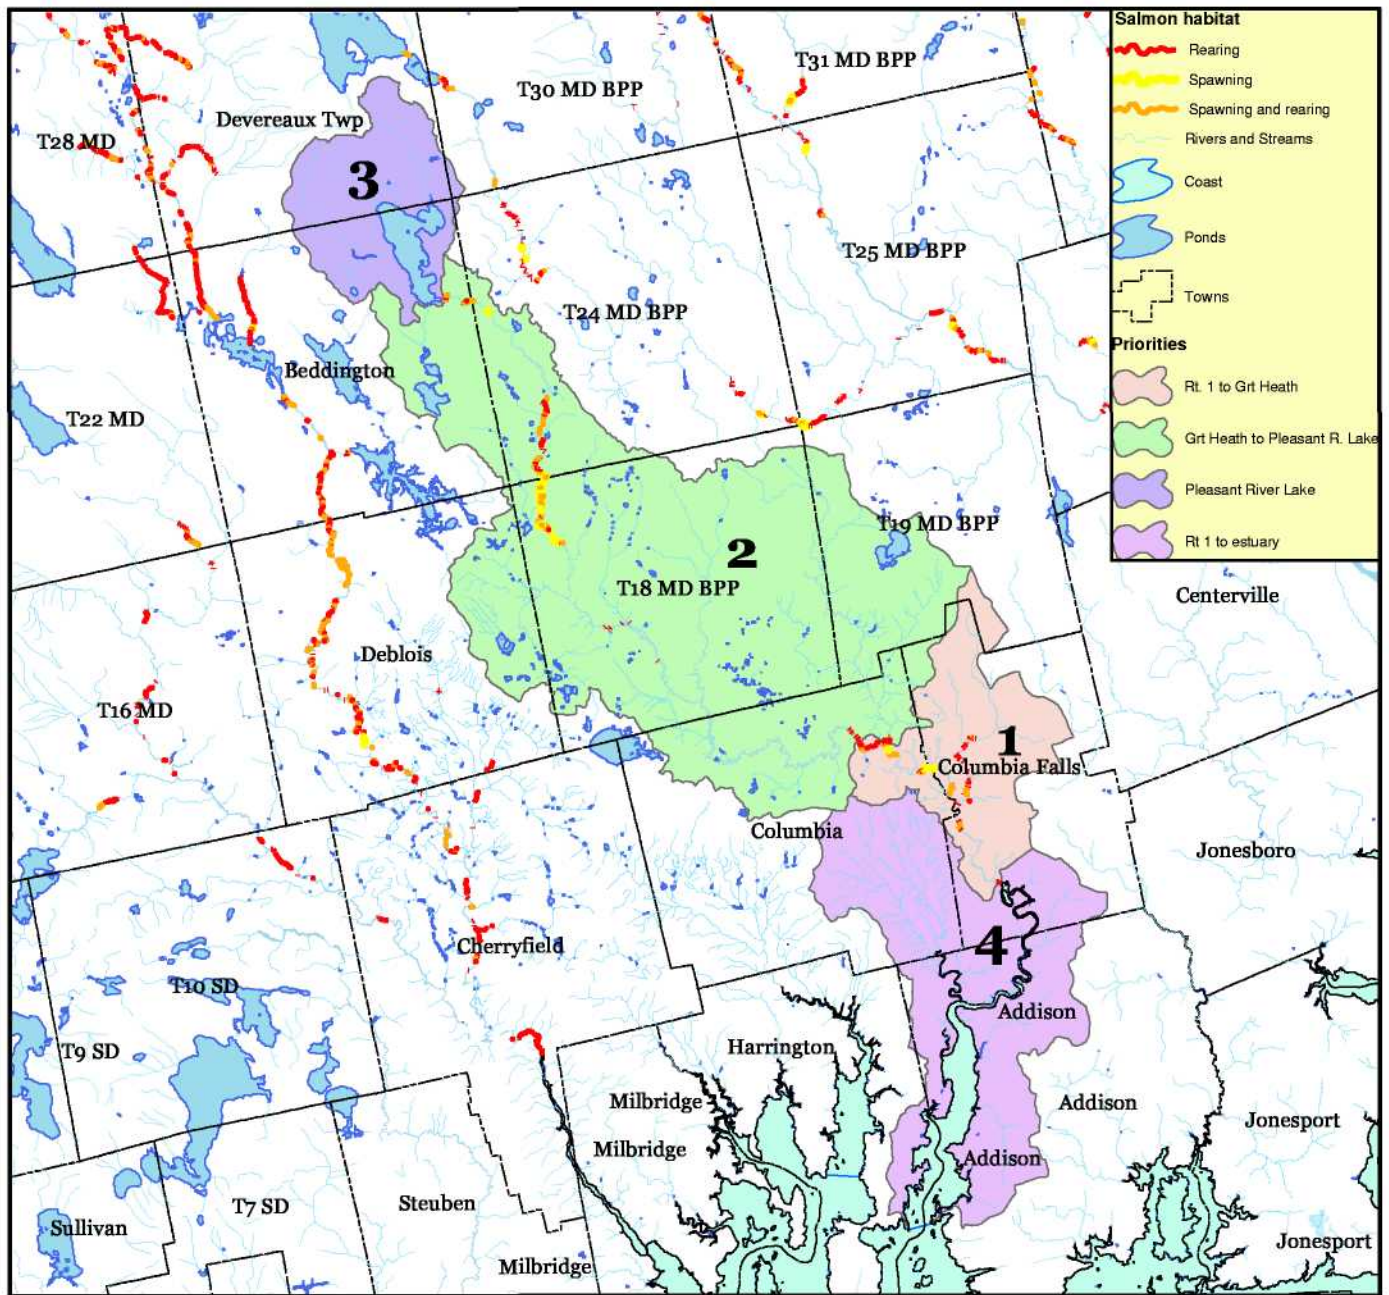 Salmon habitat
Rearing
Spawning
Spawning and rearing
Rivers and Streams
Coast
Ponds
Towns
Priorities
Rt. 1 to Grt Heath
Grt Heath to Pleasant R. Lake
Pleasant River Lake
Rt 1 to estuary
T31 MD BPP
T30 MD BPP
Devereaux Twp
T28 MD
3
T25 MD BPP
T24 MD BPP
Beddington
T22 MD
T19 MD BPP
2
T18 MD BPP
Centerville
Deblois
T16 MD
1
Columbia Falls
Columbia
Jonesboro
Cherryfield
4
T10 SD
Addison
T9 SD
Harrington
Milbridge
Addison
Jonesport
Milbridge
Addison
T7 SD
Steuben
Sullivan
Jonesport
Milbridge